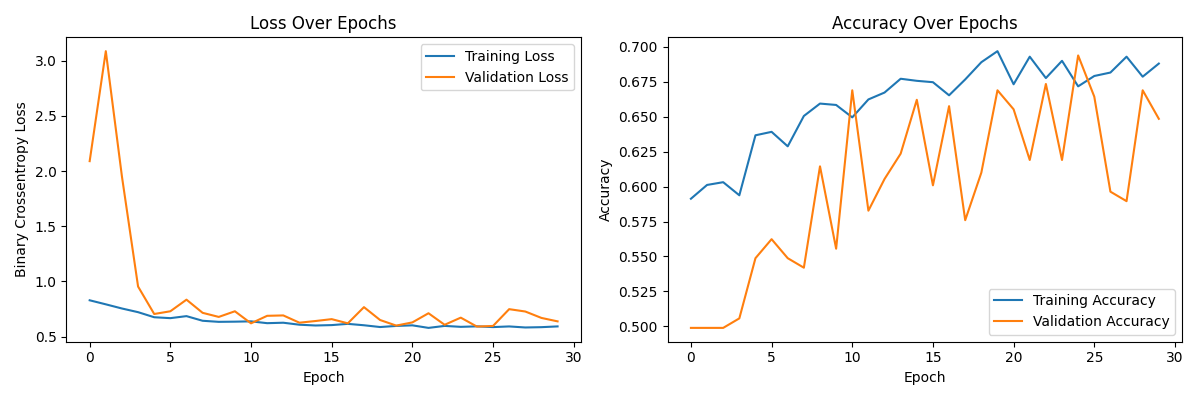 Loss Over Epochs
Binary Crossentropy Loss
3.0
2.5
2.0
1.5
1.0
0.5
0 5 10 15 20 25 30
Epoch
Training Loss
Validation Loss
Accuracy Over Epochs
Accuracy
0.700
0.675
0.650
0.625
0.600
0.575
0.550
0.525
0.500
0 5 10 15 20 25 30
Epoch
Training Accuracy
Validation Accuracy